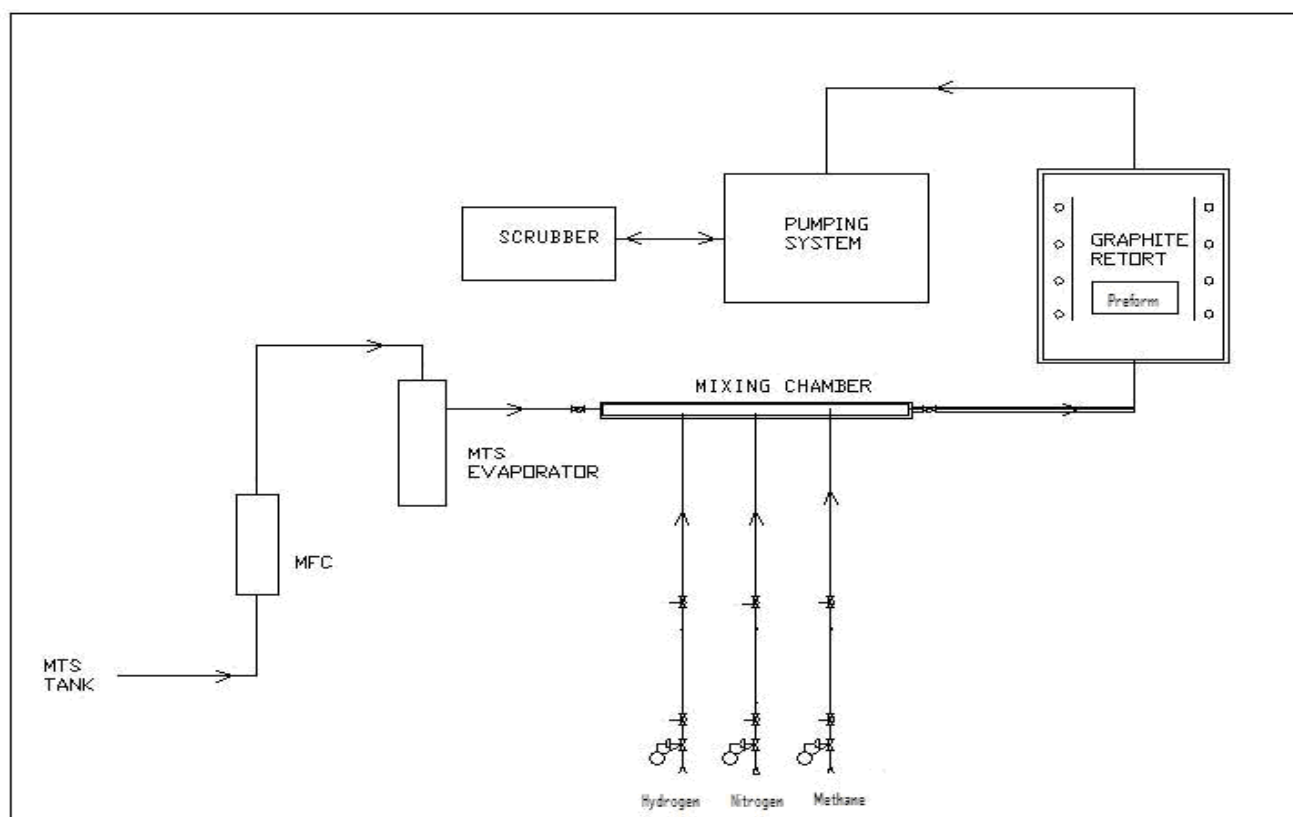 PUMPING
SYSTEM
SCRUBBER
GRAPHITE
RETORT
Preform
MIXING CHAMBER
MTS
EVAPORATOR
MFC
MTS
TANK
Hydrogen
Nitrogen
Methane